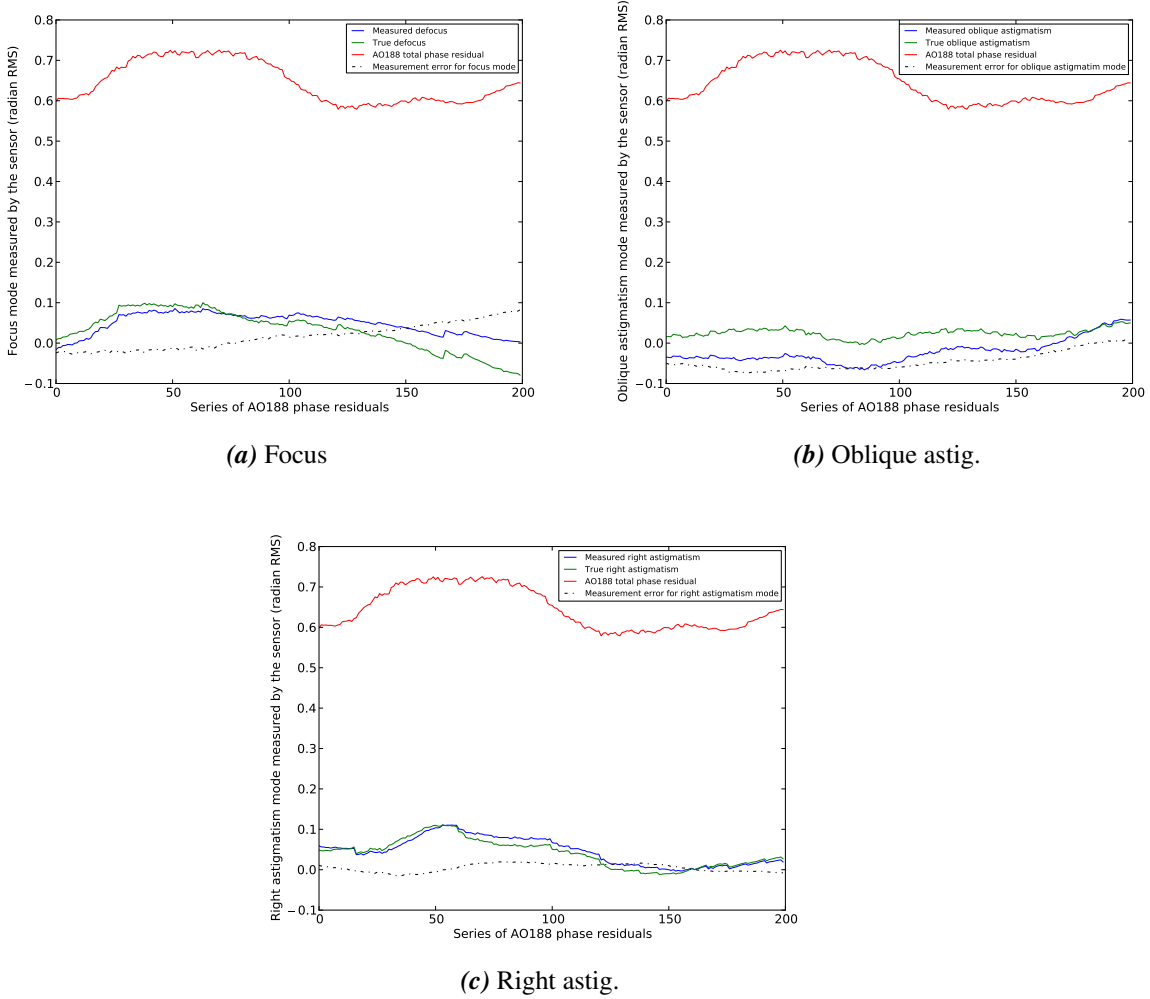 0.8
0.7
0.6
0.5
0.4
0.3
0.2
0.1
0.0
−0.1
0
50
100
150
200
Focus mode measured by the sensor (radian RMS)
Series of AO188 phase residuals
Measured defocus
True defocus
AO188 total phase residual
Measurement error for focus mode
(a) Focus
0.8
0.7
0.6
0.5
0.4
0.3
0.2
0.1
0.0
−0.1
0
50
100
150
200
Oblique astigmatism mode measured by the sensor (radian RMS)
Series of AO188 phase residuals
Measured oblique astigmatism
True oblique astigmatism
AO188 total phase residual
Measurement error for oblique astigmatim mode
(b) Oblique astig.
0.8
0.7
0.6
0.5
0.4
0.3
0.2
0.1
0.0
−0.1
0
50
100
150
200
Right astigmatism mode measured by the sensor (radian RMS)
Series of AO188 phase residuals
Measured right astigmatism
True right astigmatism
AO188 total phase residual
Measurement error for right astigmatism mode
(c) Right astig.